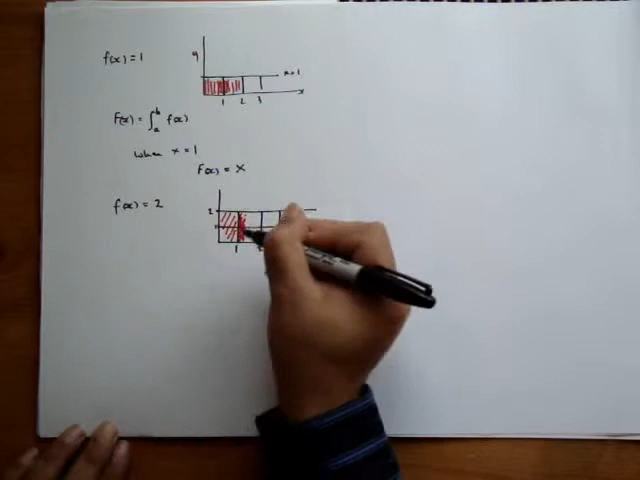 f(x) = 1
y
x=1
1 2 3
x
F(x) = ∫ₐᵇ f(x)
when x = 1
F(x) = x
f(x) = 2
2
1